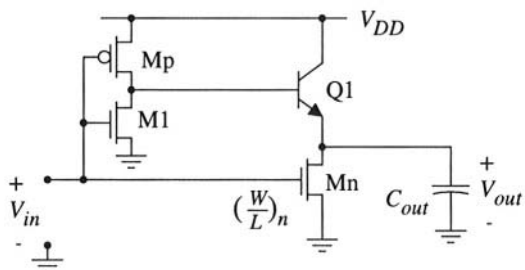 V_DD
Mp
Q1
M1
+
V_in
-
(W/L)_n
Mn
C_out
+
V_out
-